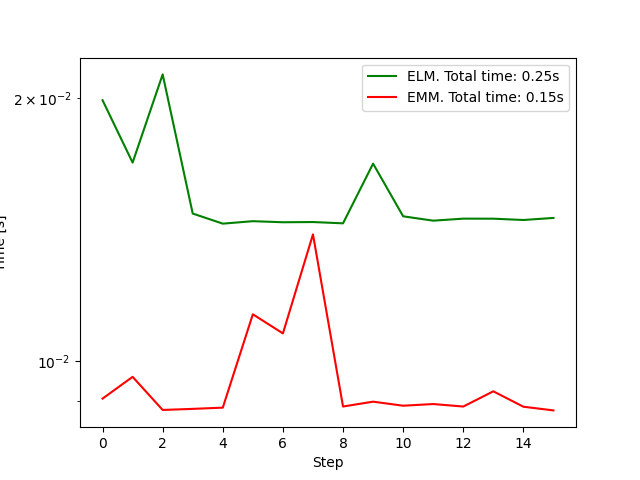 ELM. Total time: 0.25s
EMM. Total time: 0.15s
2 × 10⁻²
10⁻²
[s]
0 2 4 6 8 10 12 14
Step